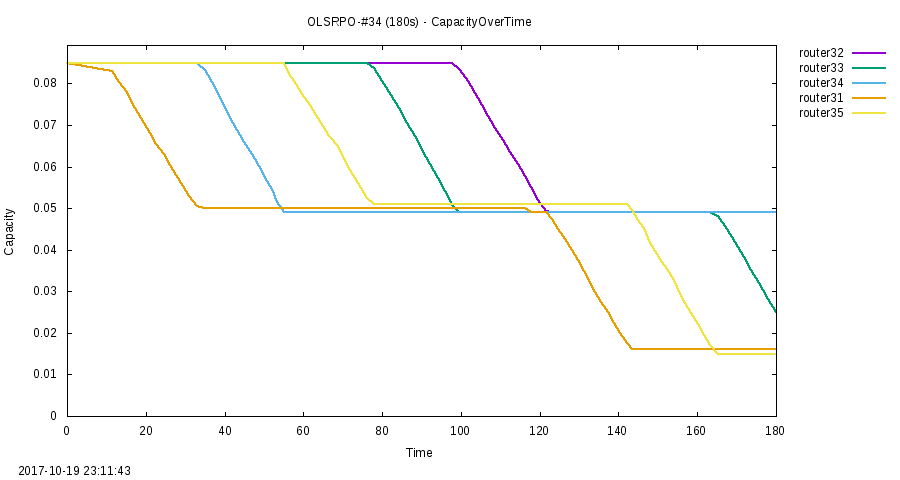 OLSRPO-#34 (180s) - CapacityOverTime
router32
router33
router34
router31
router35
0.08
0.07
0.06
0.05
0.04
0.03
0.02
0.01
0
Capacity
0 20 40 60 80 100 120 140 160 180
Time
2017-10-19 23:11:43